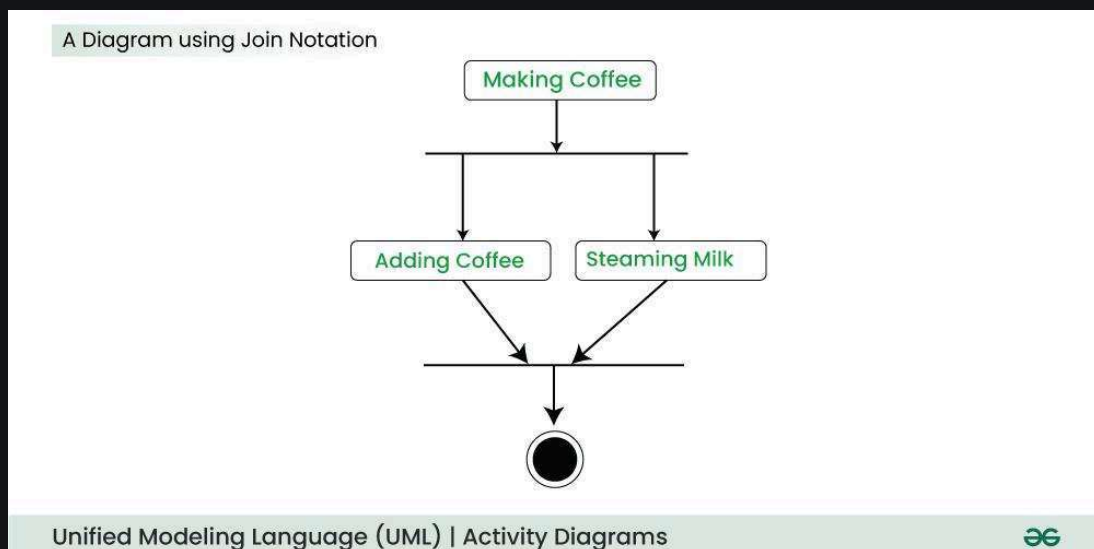 A Diagram using Join Notation
Making Coffee
Adding Coffee
Steaming Milk
Unified Modeling Language (UML) | Activity Diagrams